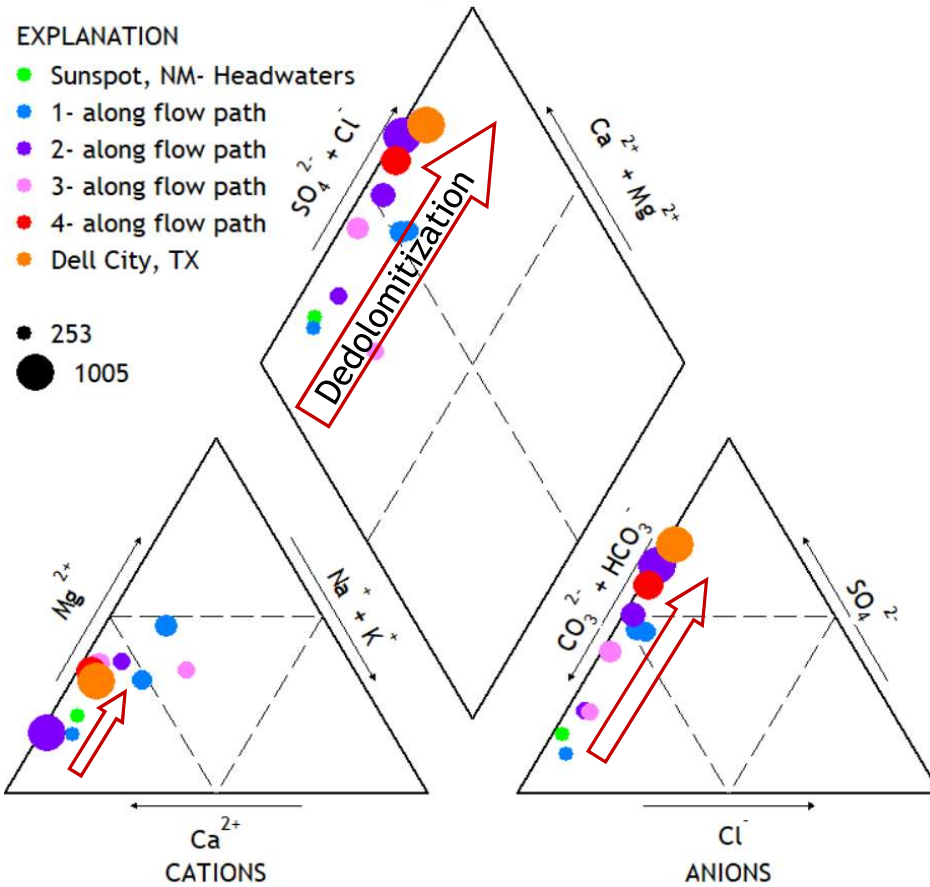 EXPLANATION
Sunspot, NM- Headwaters
1- along flow path
2- along flow path
3- along flow path
4- along flow path
Dell City, TX
253
1005
SO₄²⁻ + Cl⁻
Ca²⁺ + Mg²⁺
Dedolomitization
Mg²⁺
Na⁺ + K⁺
CO₃²⁻ + HCO₃⁻
SO₄²⁻
Ca²⁺
CATIONS
Cl⁻
ANIONS